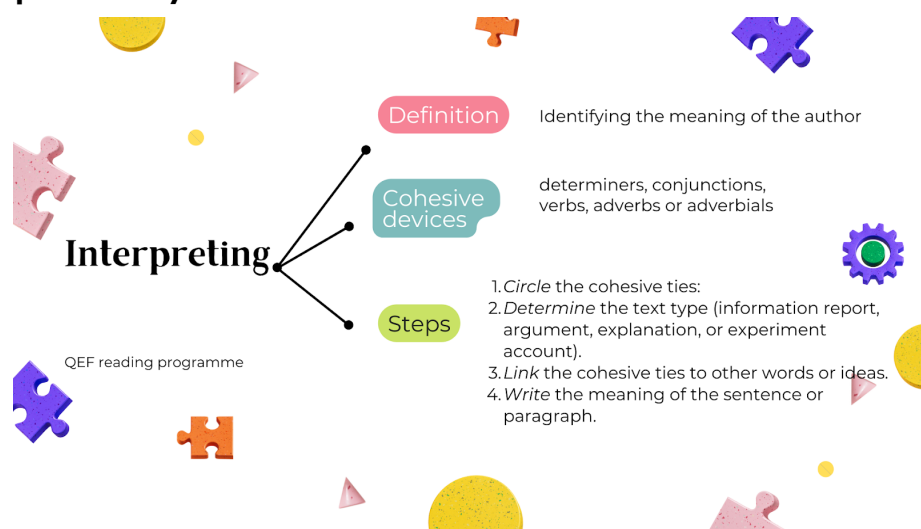 Definition
Identifying the meaning of the author
Cohesive
devices
determiners, conjunctions,
verbs, adverbs or adverbials
Interpreting
Steps
1. Circle the cohesive ties:
2. Determine the text type (information report,
argument, explanation, or experiment
account).
3. Link the cohesive ties to other words or ideas.
4. Write the meaning of the sentence or
paragraph.
QEF reading programme